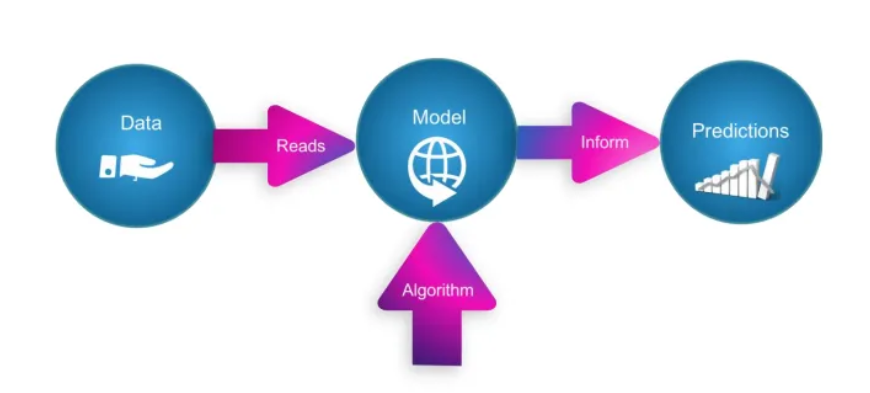 Data
Reads
Model
Inform
Predictions
Algorithm